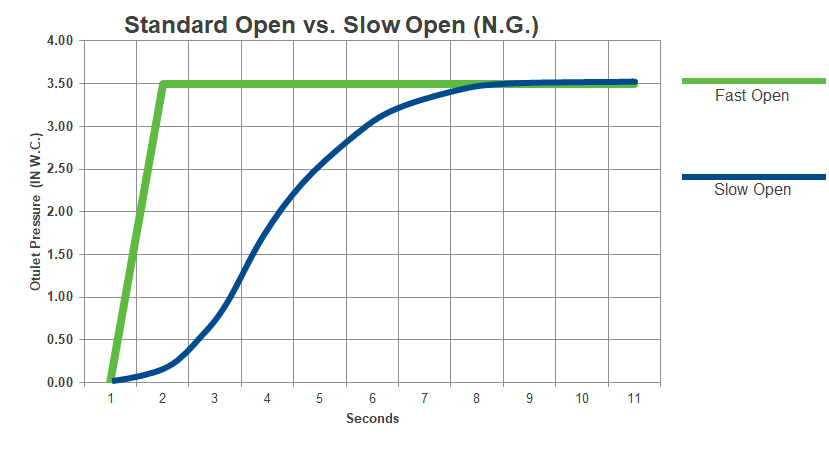 Standard Open vs. Slow Open (N.G.)
4.00
3.50
3.00
2.50
2.00
1.50
1.00
0.50
0.00
Otulet Pressure (IN W.C.)
1 2 3 4 5 6 7 8 9 10 11
Seconds
Fast Open
Slow Open